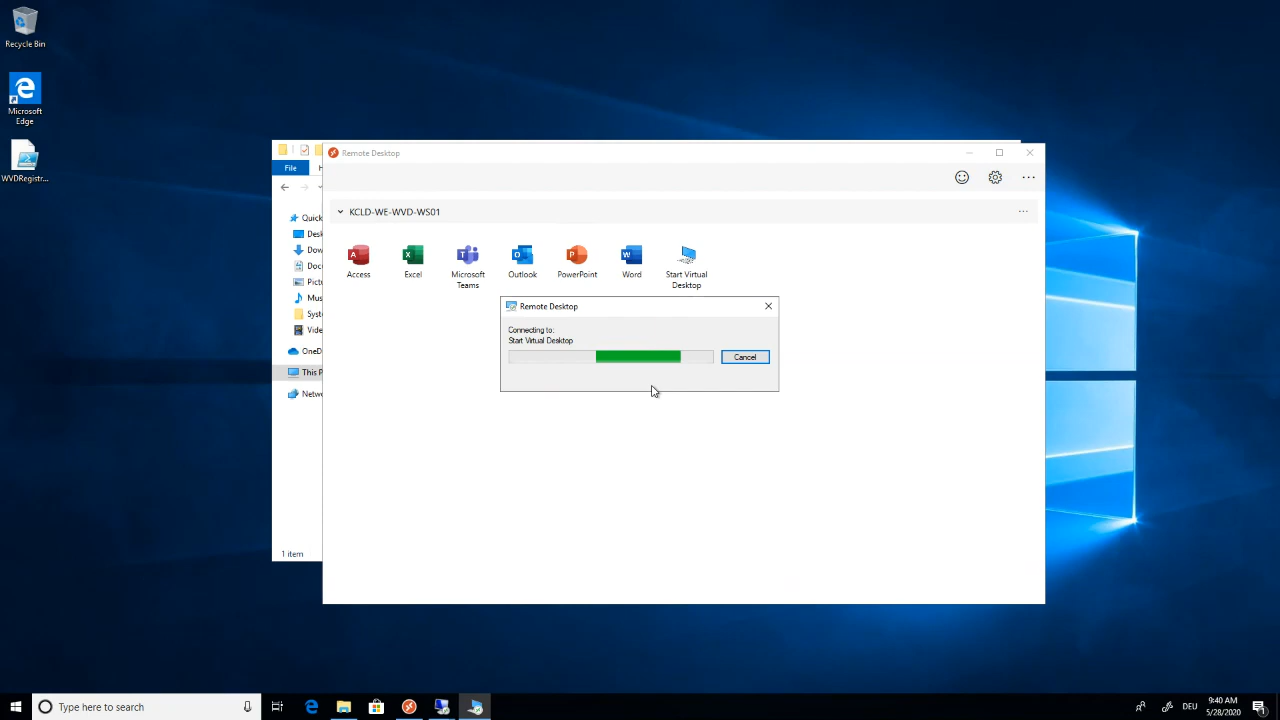 Recycle Bin
Microsoft
Edge
WVDRegistr...
File
Quick
Desk
Dow
Docu
Pictu
Mus
Syst
Vide
OneD
This P
Netwo
1 item
Remote Desktop
KCLD-WE-WVD-WS01
Access
Excel
Microsoft
Teams
Outlook
PowerPoint
Word
Start Virtual
Desktop
Remote Desktop
Connecting to:
Start Virtual Desktop
Cancel
Type here to search
DEU
9:40 AM
5/28/2020